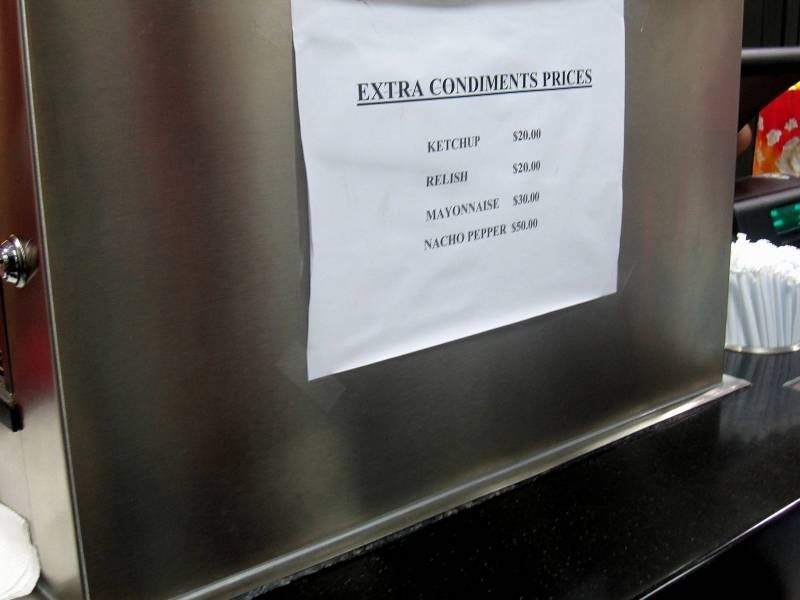 EXTRA CONDIMENTS PRICES
KETCHUP $20.00
RELISH $20.00
MAYONNAISE $30.00
NACHO PEPPER $50.00